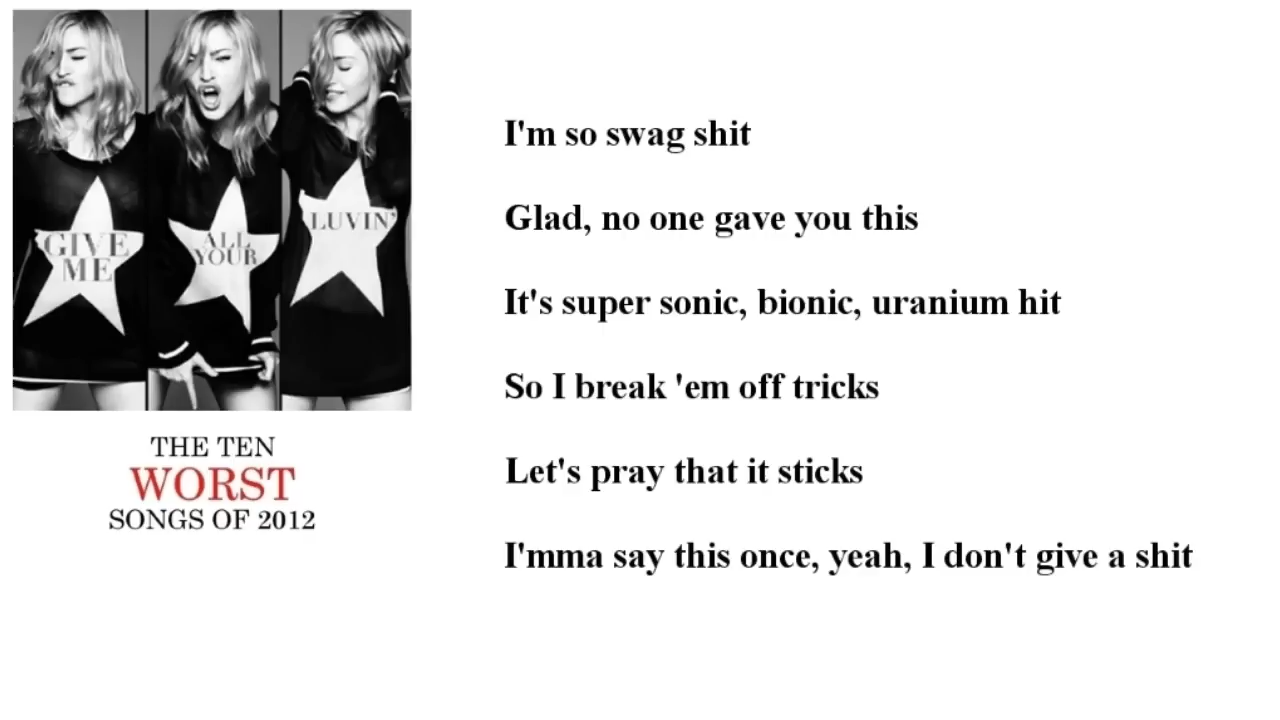 GIVE
ME
ALL
YOUR
LUVIN'
THE TEN
WORST
SONGS OF 2012
I'm so swag shit
Glad, no one gave you this
It's super sonic, bionic, uranium hit
So I break 'em off tricks
Let's pray that it sticks
I'mma say this once, yeah, I don't give a shit